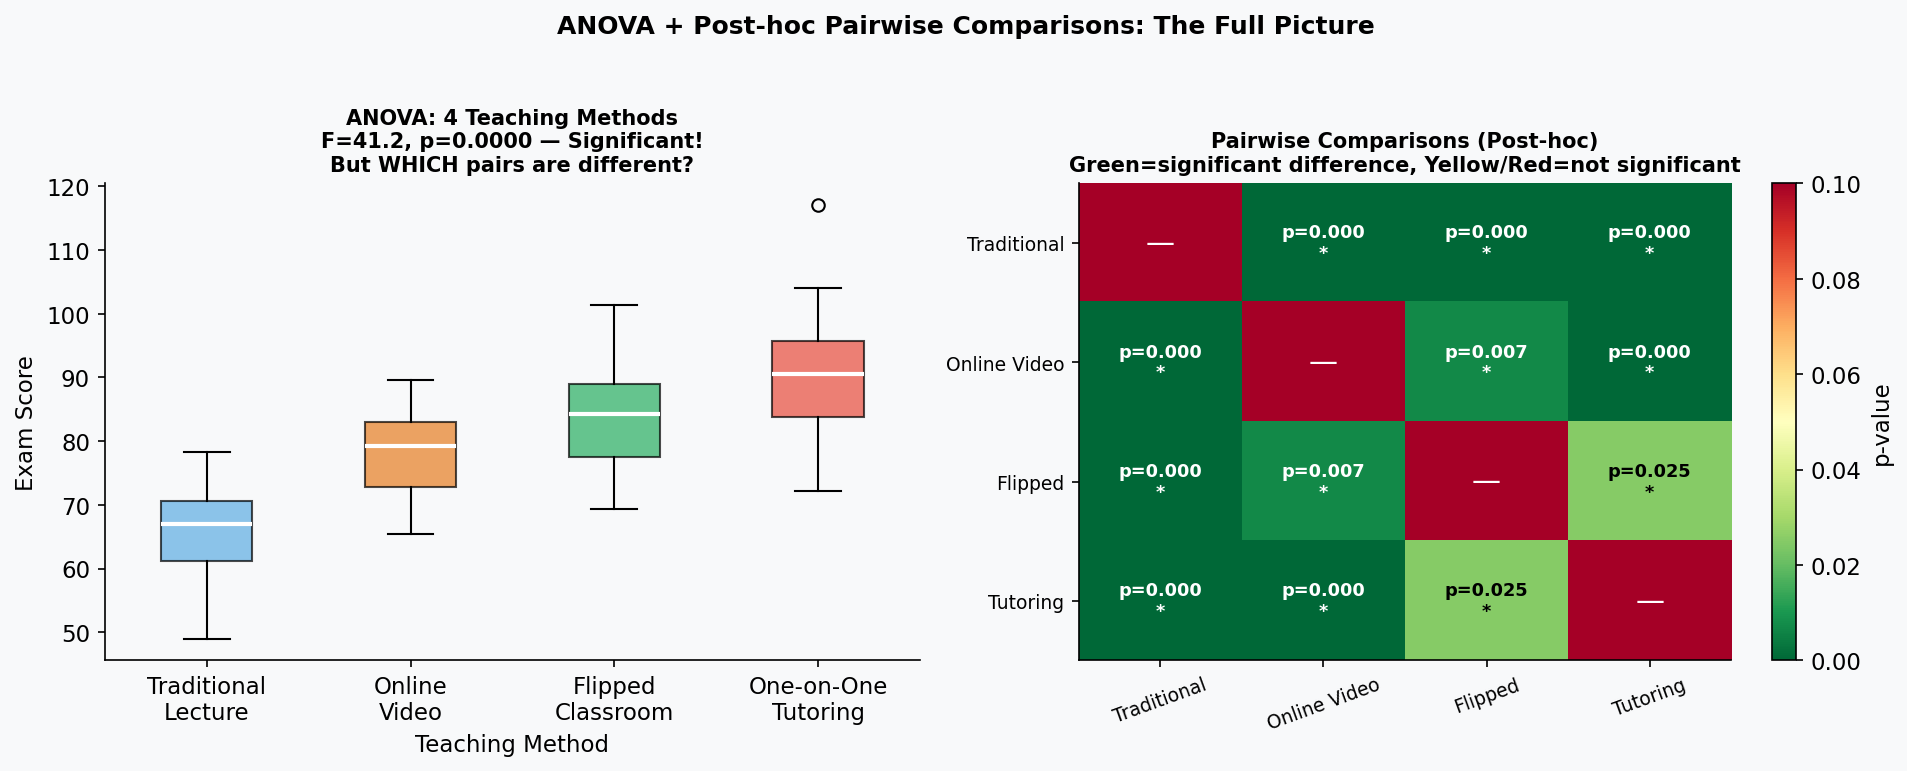 ANOVA + Post-hoc Pairwise Comparisons: The Full Picture
ANOVA: 4 Teaching Methods
F=41.2, p=0.0000 — Significant!
But WHICH pairs are different?
120
110
100
90
80
70
60
50
Exam Score
Traditional
Lecture
Online
Video
Flipped
Classroom
One-on-One
Tutoring
Teaching Method
Pairwise Comparisons (Post-hoc)
Green=significant difference, Yellow/Red=not significant
Traditional — p=0.000 p=0.000 p=0.000
* * *
Online Video p=0.000 — p=0.007 p=0.000
* * *
Flipped p=0.000 p=0.007 — p=0.025
* * *
Tutoring p=0.000 p=0.000 p=0.025 —
* * *
Traditional Online Video Flipped Tutoring
0.10
0.08
0.06
0.04
0.02
0.00
p-value